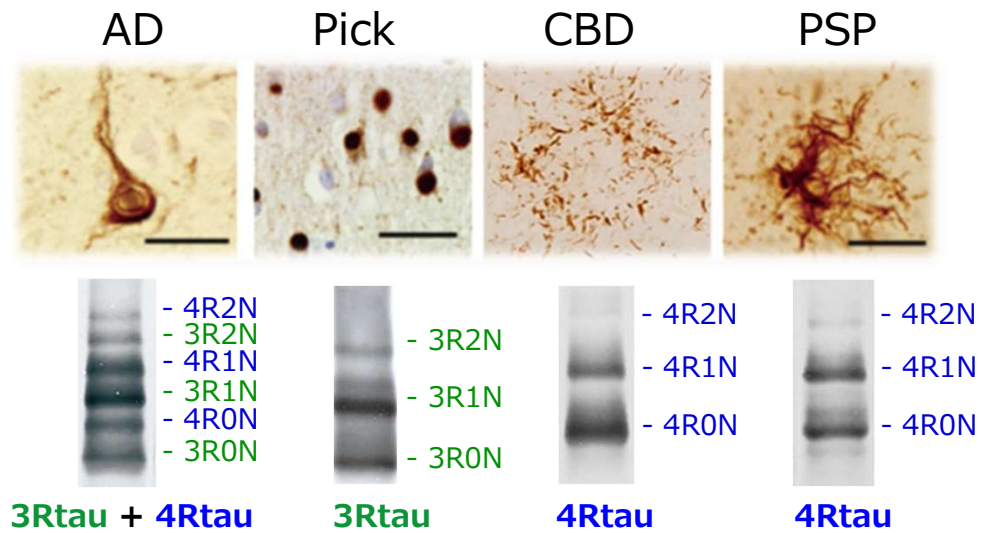 AD
Pick
CBD
PSP
- 4R2N
- 3R2N
- 4R1N
- 3R1N
- 4R0N
- 3R0N
- 3R2N
- 3R1N
- 3R0N
- 4R2N
- 4R1N
- 4R0N
- 4R2N
- 4R1N
- 4R0N
3Rtau + 4Rtau
3Rtau
4Rtau
4Rtau